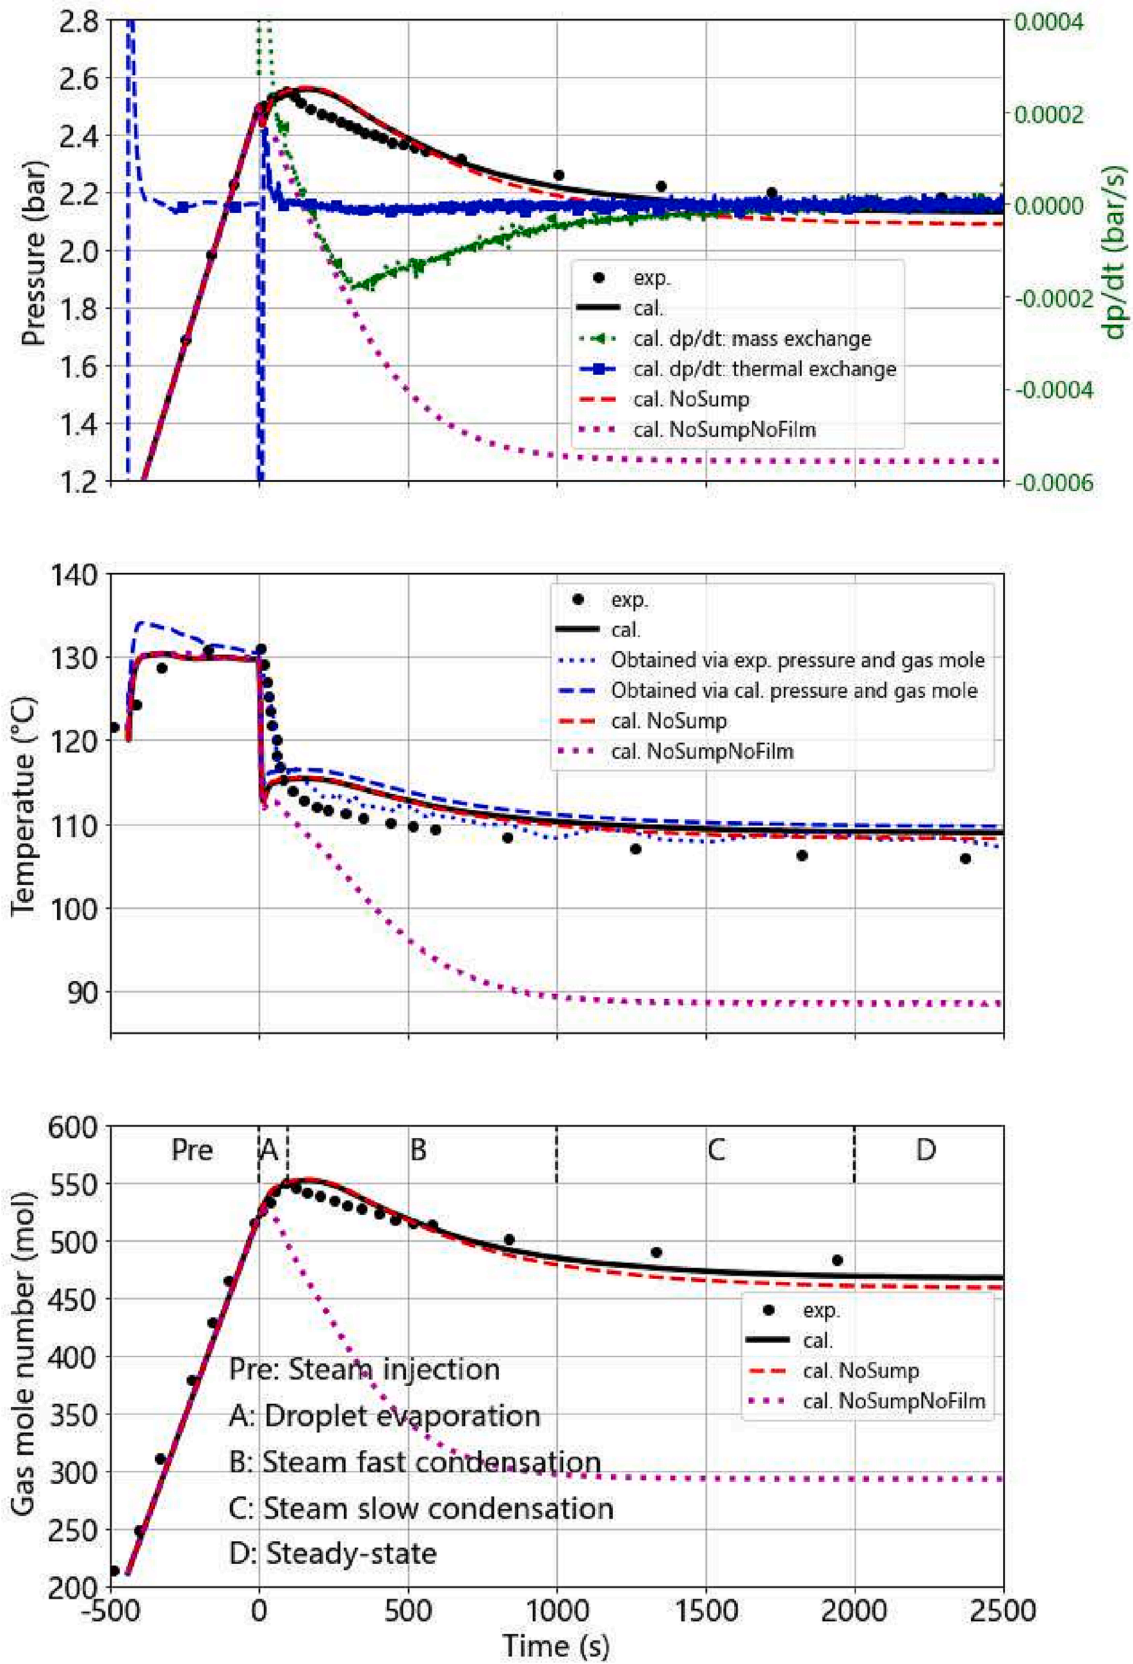 2.8
2.6
2.4
2.2
2.0
1.8
1.6
1.4
1.2
Pressure (bar)
0.0004
0.0002
0.0000
-0.0002
-0.0004
-0.0006
dp/dt (bar/s)
exp.
cal.
cal. dp/dt: mass exchange
cal. dp/dt: thermal exchange
cal. NoSump
cal. NoSumpNoFilm
140
130
120
110
100
90
Temperatue (°C)
exp.
cal.
Obtained via exp. pressure and gas mole
Obtained via cal. pressure and gas mole
cal. NoSump
cal. NoSumpNoFilm
600
550
500
450
400
350
300
250
200
Gas mole number (mol)
Pre A B C D
exp.
cal.
cal. NoSump
cal. NoSumpNoFilm
Pre: Steam injection
A: Droplet evaporation
B: Steam fast condensation
C: Steam slow condensation
D: Steady-state
-500 0 500 1000 1500 2000 2500
Time (s)